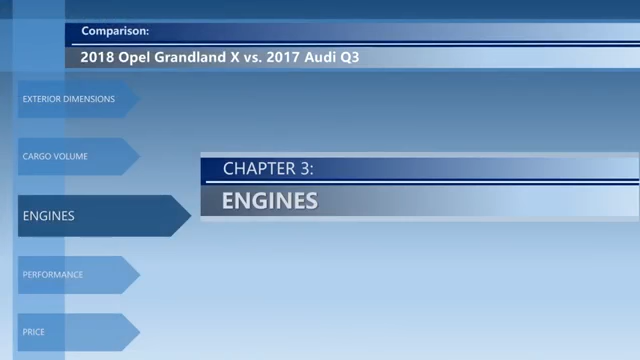 Comparison:
2018 Opel Grandland X vs. 2017 Audi Q3
EXTERIOR DIMENSIONS
CARGO VOLUME
ENGINES
PERFORMANCE
PRICE
CHAPTER 3:
ENGINES